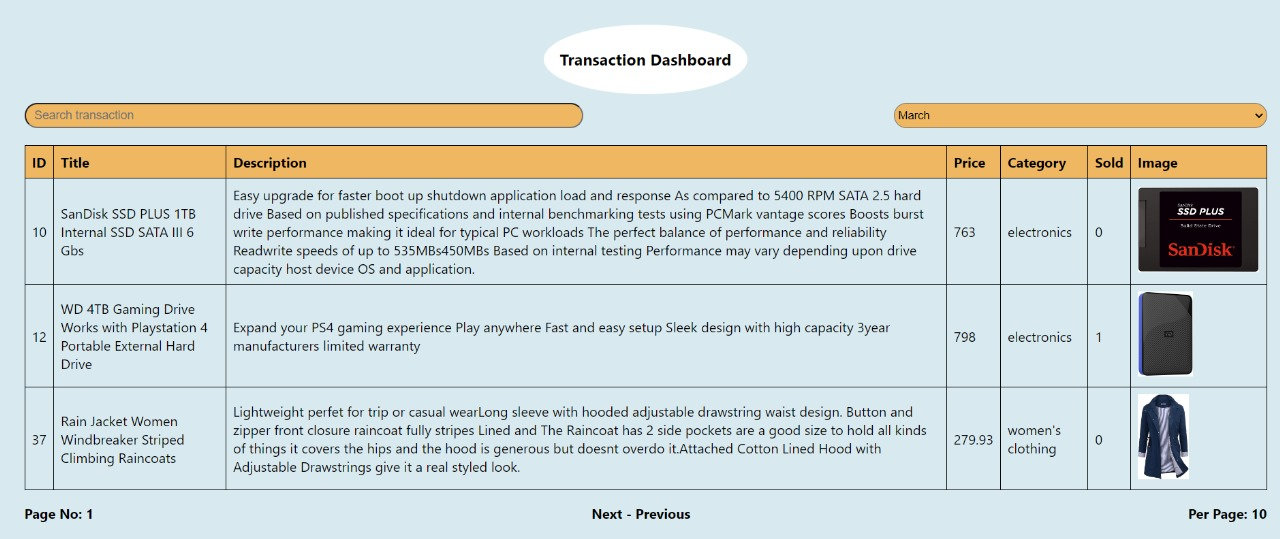 Transaction Dashboard
Search transaction
March
ID Title Description Price Category Sold Image
10
SanDisk SSD PLUS 1TB
Internal SSD SATA III 6
Gbs
Easy upgrade for faster boot up shutdown application load and response As compared to 5400 RPM SATA 2.5 hard
drive Based on published specifications and internal benchmarking tests using PCMark vantage scores Boosts burst
write performance making it ideal for typical PC workloads The perfect balance of performance and reliability
Readwrite speeds of up to 535MBs450MBs Based on internal testing Performance may vary depending upon drive
capacity host device OS and application.
763
electronics
0
SanDisk
SSD PLUS
Solid State Drive
SanDisk
12
WD 4TB Gaming Drive
Works with Playstation 4
Portable External Hard
Drive
Expand your PS4 gaming experience Play anywhere Fast and easy setup Sleek design with high capacity 3year
manufacturers limited warranty
798
electronics
1
37
Rain Jacket Women
Windbreaker Striped
Climbing Raincoats
Lightweight perfet for trip or casual wearLong sleeve with hooded adjustable drawstring waist design. Button and
zipper front closure raincoat fully stripes Lined and The Raincoat has 2 side pockets are a good size to hold all kinds
of things it covers the hips and the hood is generous but doesnt overdo it.Attached Cotton Lined Hood with
Adjustable Drawstrings give it a real styled look.
279.93
women's
clothing
0
Page No: 1
Next - Previous
Per Page: 10